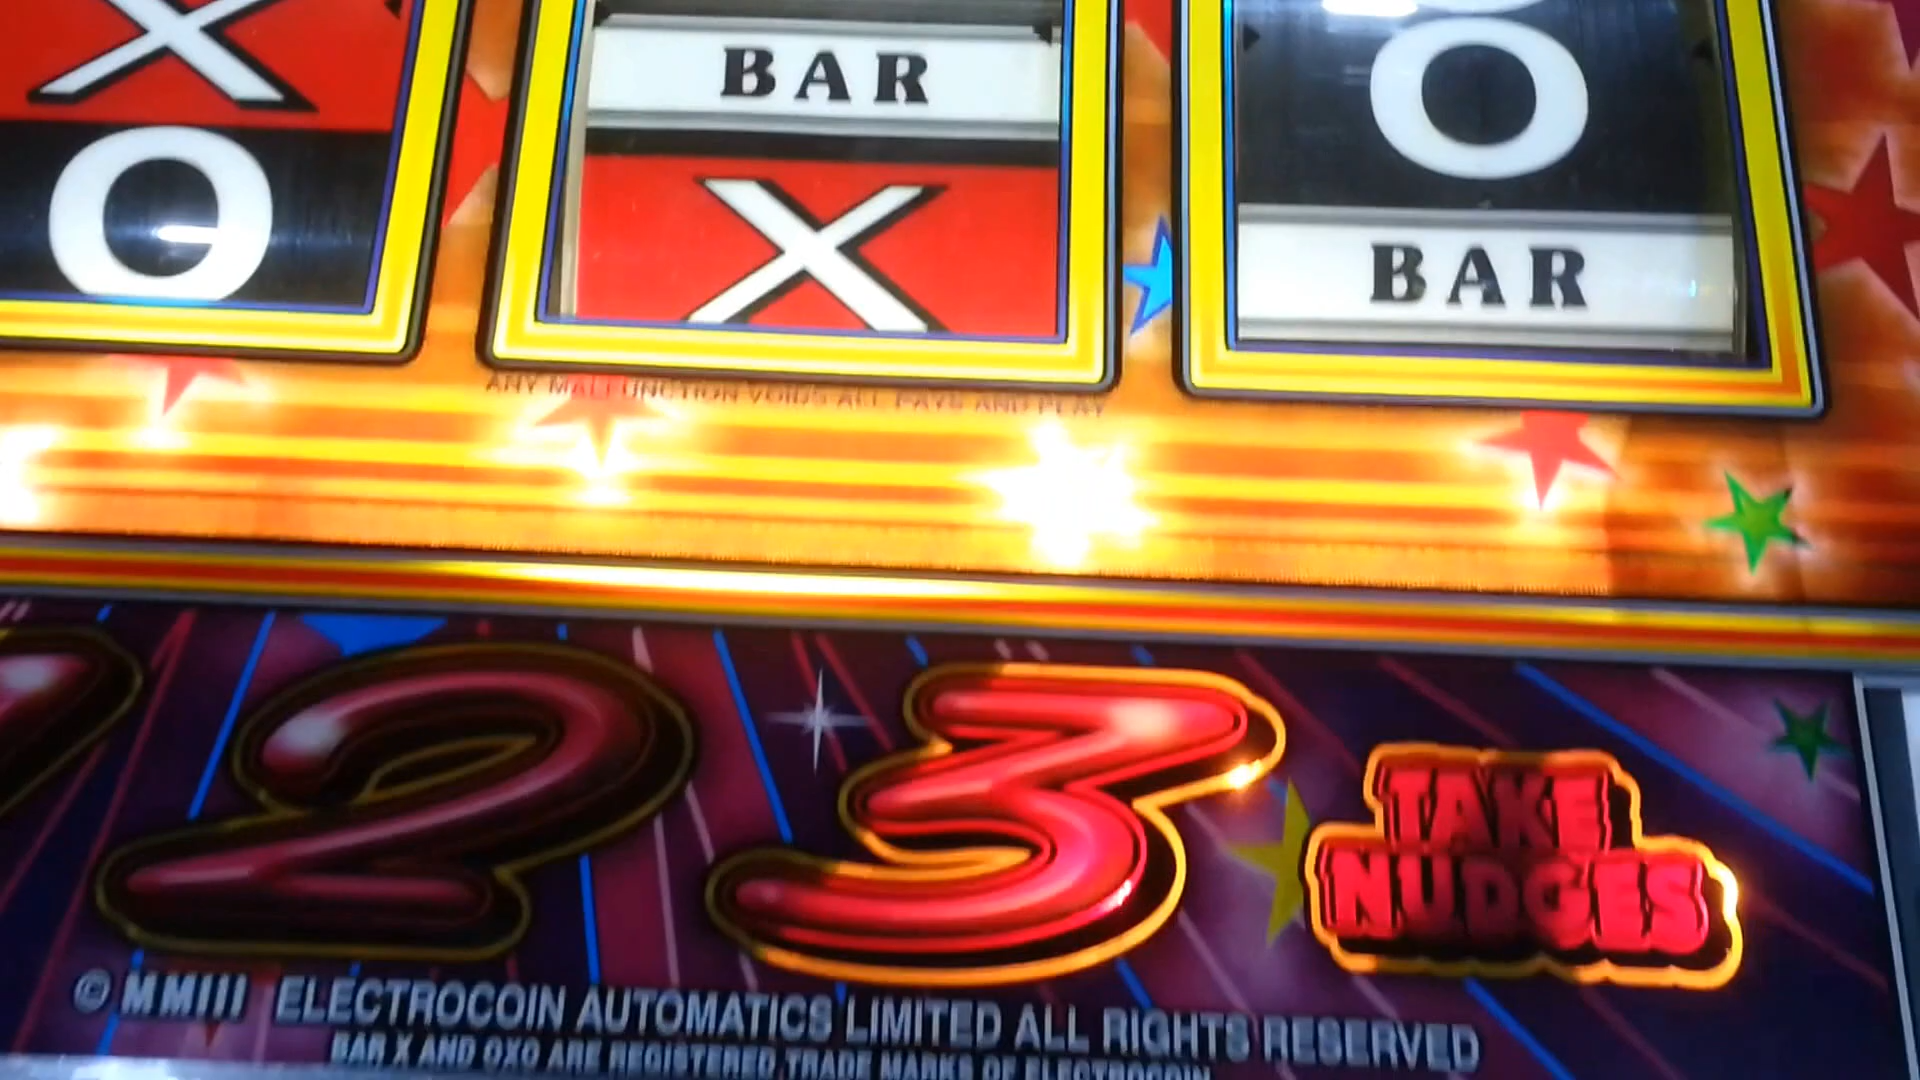 X BAR O
O X BAR
ANY MALFUNCTION VOIDS ALL PAYS AND PLAY
2 3 TAKE
NUDGES
© MMIII ELECTROCOIN AUTOMATICS LIMITED ALL RIGHTS RESERVED
BAR X AND OXO ARE REGISTERED TRADE MARKS OF ELECTROCOIN